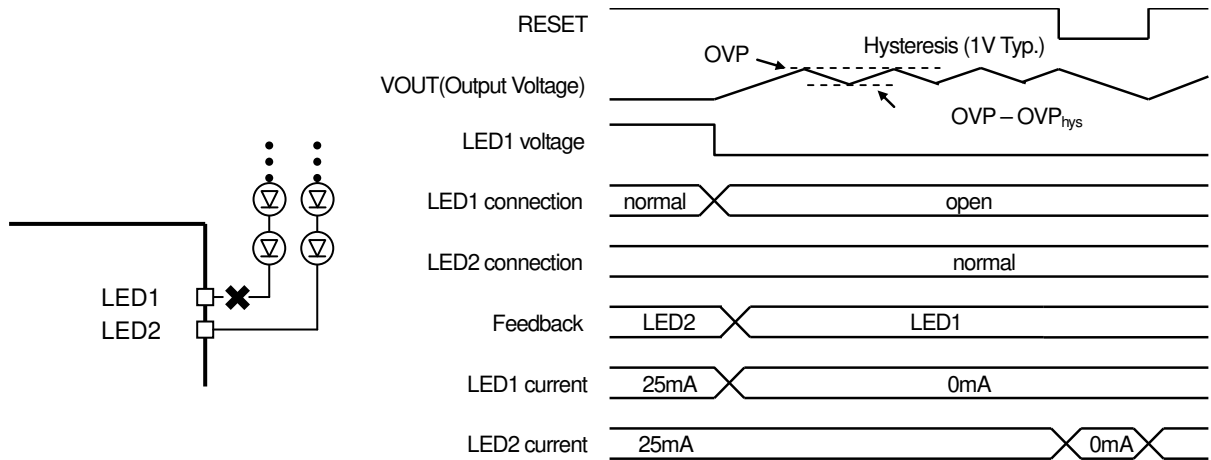 RESET
OVP
Hysteresis (1V Typ.)
VOUT(Output Voltage)
OVP – OVPhys
LED1 voltage
LED1 connection
normal
open
LED2 connection
normal
LED1
LED2
Feedback
LED2
LED1
LED1 current
25mA
0mA
LED2 current
25mA
0mA